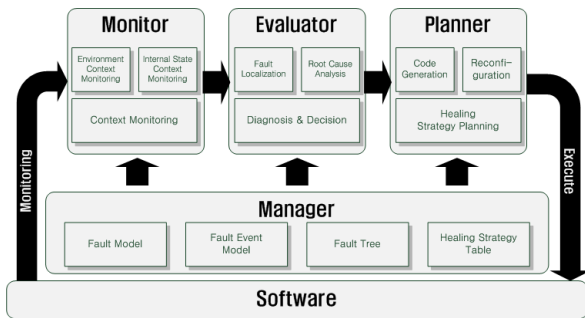 Monitor
Environment
Context
Monitoring
Internal State
Context
Monitoring
Context Monitoring
Evaluator
Fault
Localization
Root Cause
Analysis
Diagnosis & Decision
Planner
Code
Generation
Reconfi-
guration
Healing
Strategy Planning
Monitoring
Execute
Manager
Fault Model
Fault Event
Model
Fault Tree
Healing Strategy
Table
Software